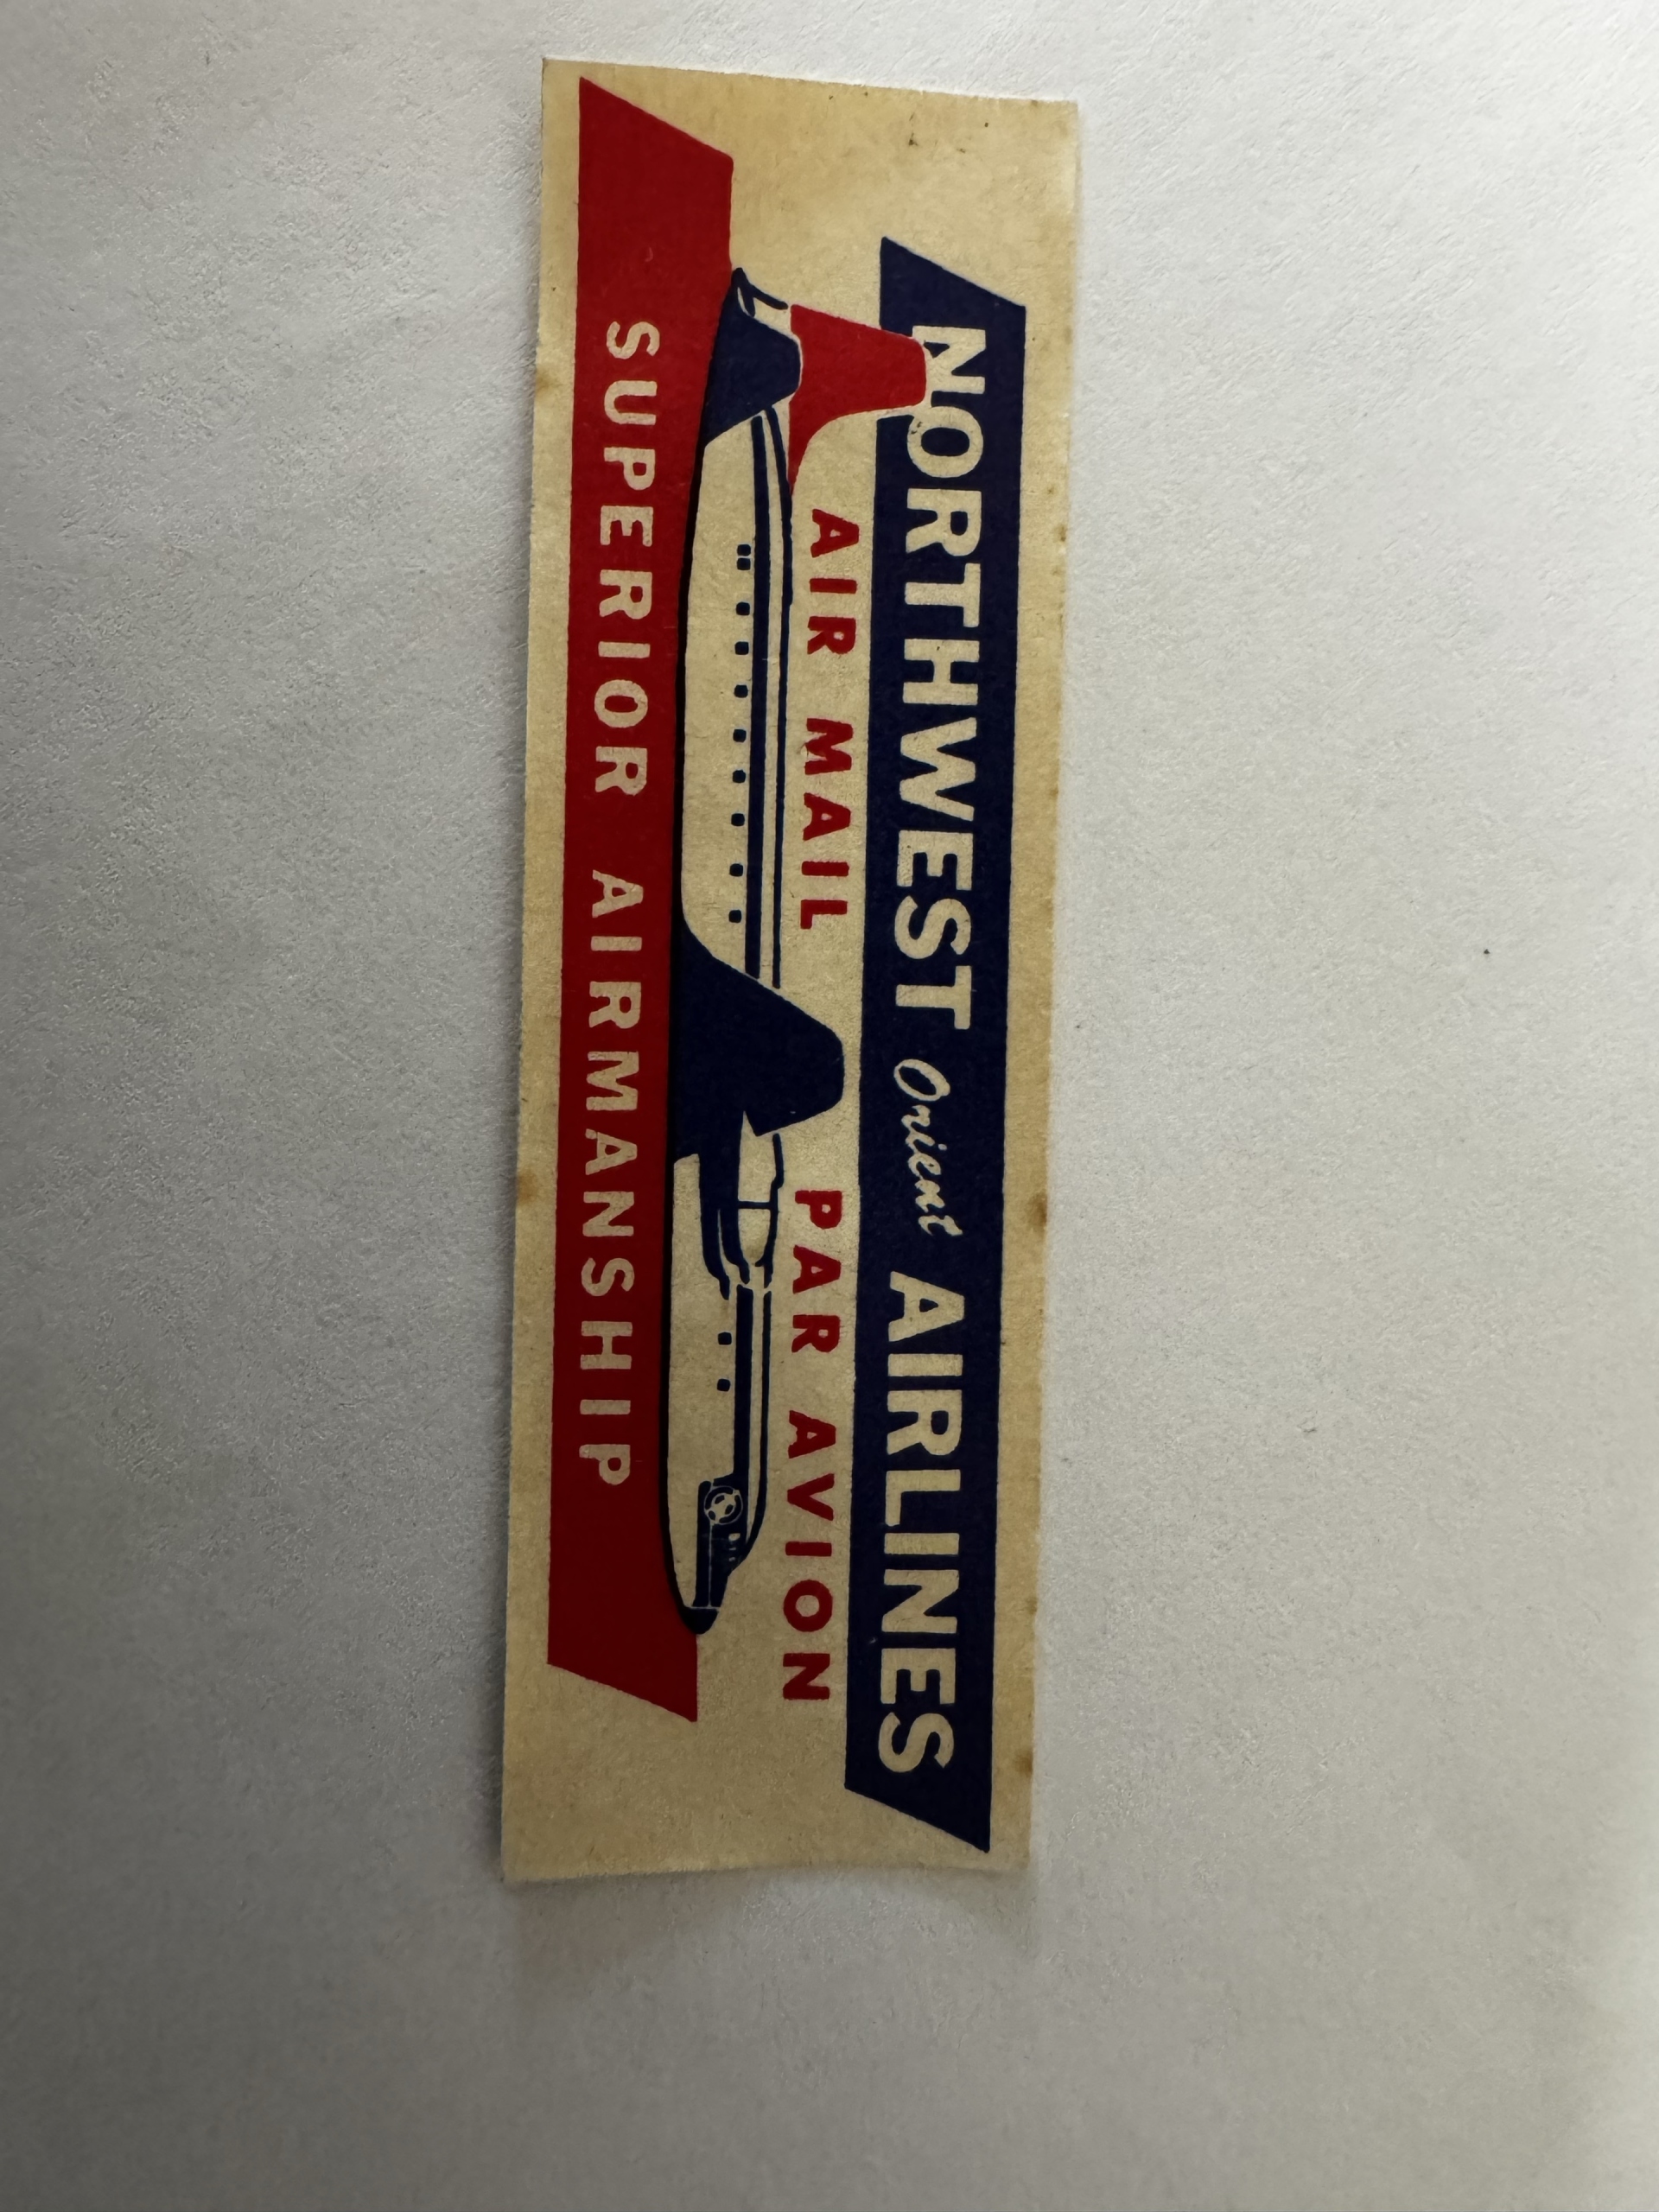 NORTHWEST Orient AIRLINES
AIR MAIL PAR AVION
SUPERIOR AIRMANSHIP